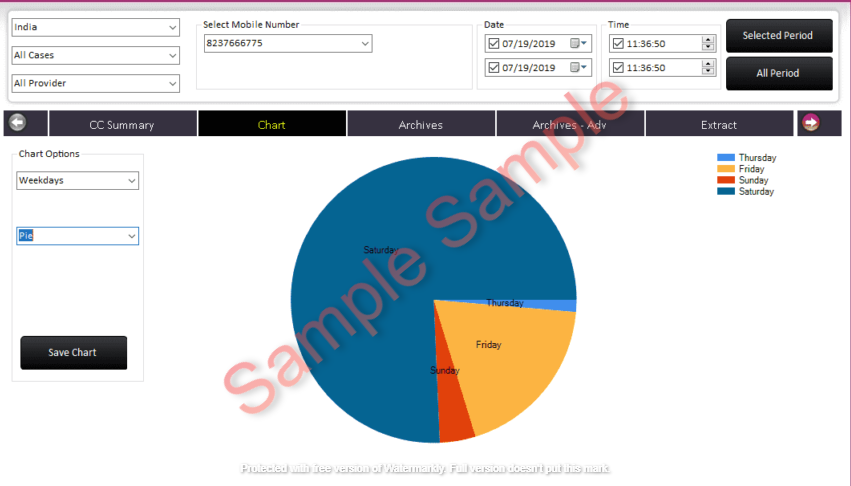 India
All Cases
All Provider
Select Mobile Number
8237666775
Date
07/19/2019
07/19/2019
Time
11:36:50
11:36:50
Selected Period
All Period
CC Summary
Chart
Archives
Archives - Adv
Extract
Chart Options
Weekdays
Pie
Save Chart
Saturday
Thursday
Friday
Sunday
Thursday
Friday
Sunday
Saturday
Sample Sample
Protected with free version of Watermarkly. Full version doesn't put this mark.